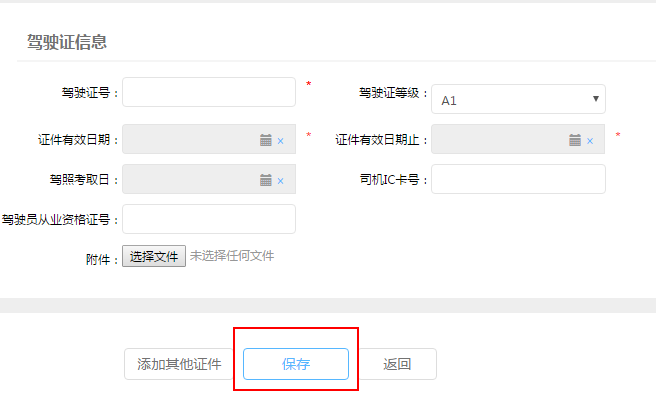 驾驶证信息
驾驶证号： * 驾驶证等级： A1
证件有效日期： × * 证件有效日期止： × *
驾照考取日： × 司机IC卡号：
驾驶员从业资格证号：
附件： 选择文件 未选择任何文件
添加其他证件 保存 返回